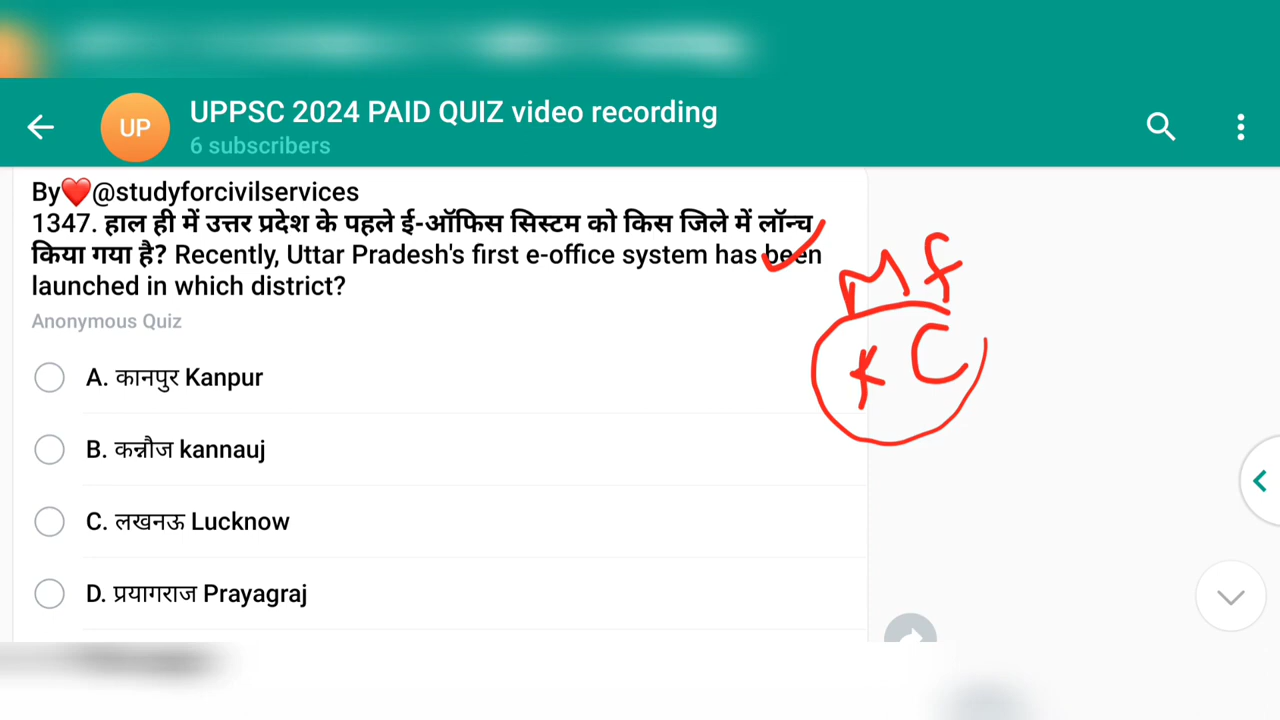 UP
UPPSC 2024 PAID QUIZ video recording
6 subscribers
By❤️@studyforcivilservices
1347. हाल ही में उत्तर प्रदेश के पहले ई-ऑफिस सिस्टम को किस जिले में लॉन्च
किया गया है? Recently, Uttar Pradesh's first e-office system has been
launched in which district?
Anonymous Quiz
A. कानपुर Kanpur
B. कन्नौज kannauj
C. लखनऊ Lucknow
D. प्रयागराज Prayagraj
M f
K C